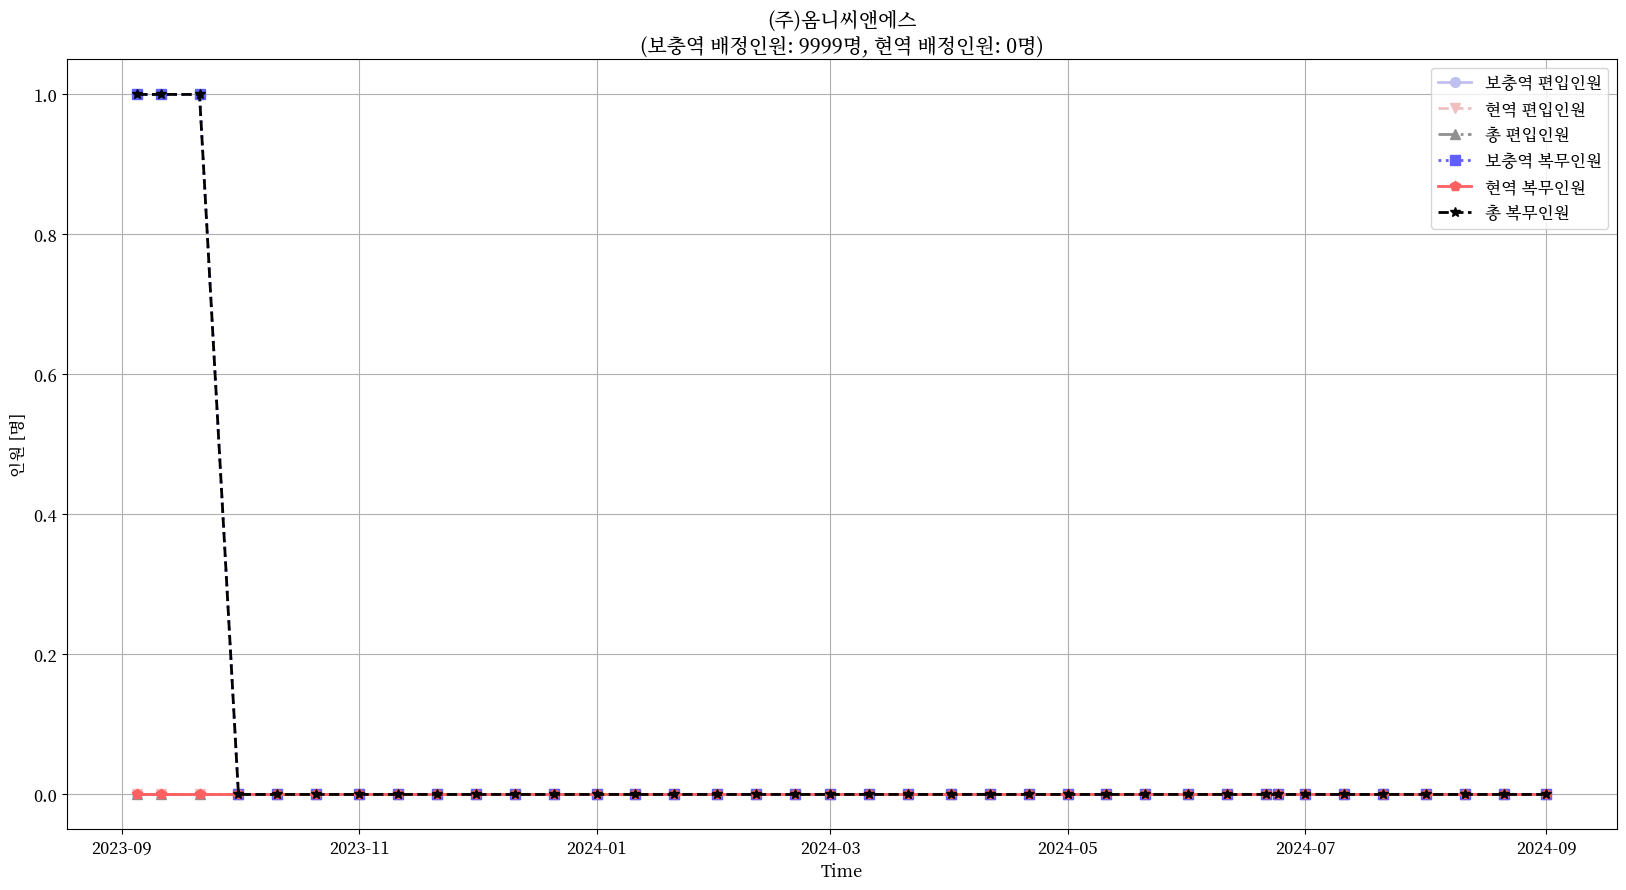 (주)옴니씨앤에스
(보충역 배정인원: 9999명, 현역 배정인원: 0명)
보충역 편입인원
현역 편입인원
총 편입인원
보충역 복무인원
현역 복무인원
총 복무인원
인원 [명]
1.0
0.8
0.6
0.4
0.2
0.0
2023-09
2023-11
2024-01
2024-03
2024-05
2024-07
2024-09
Time